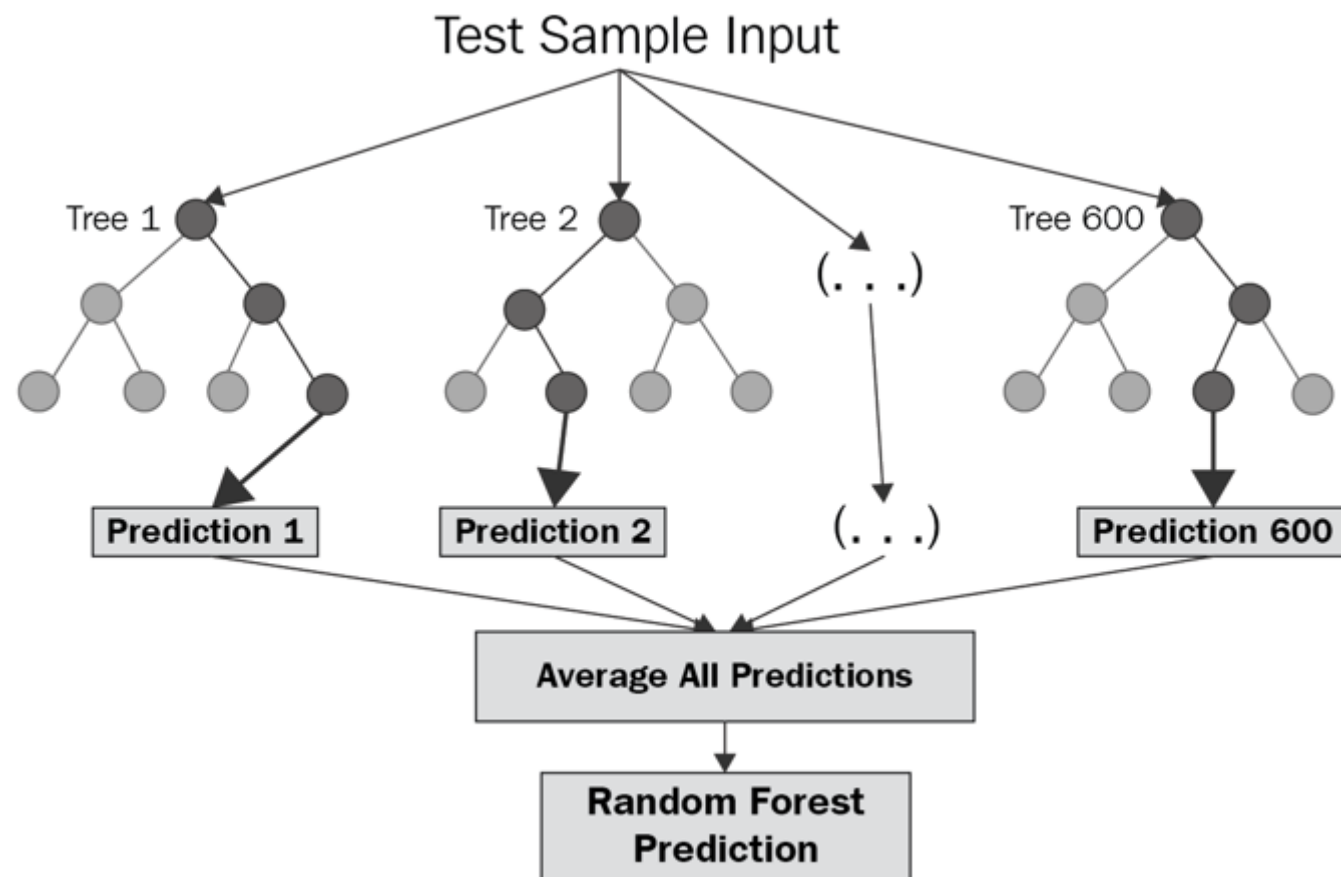 Test Sample Input
Tree 1
Tree 2
Tree 600
(. . .)
(. . .)
Prediction 1
Prediction 2
Prediction 600
Average All Predictions
Random Forest
Prediction